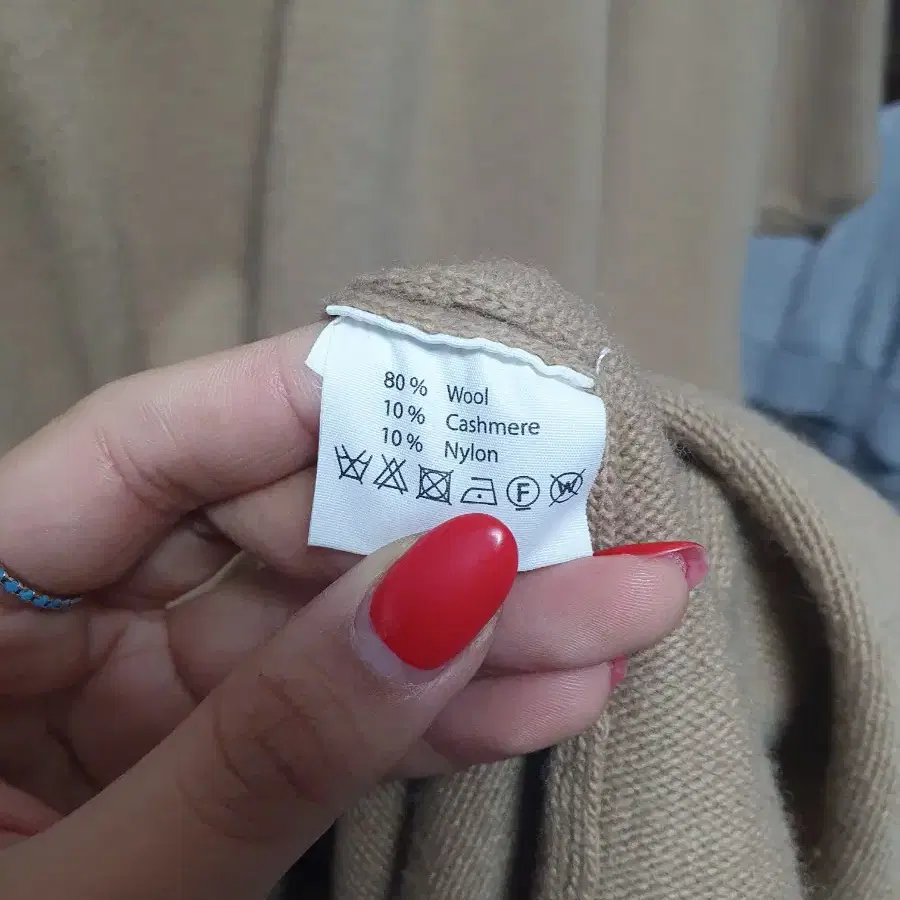 80% Wool
10% Cashmere
10% Nylon
F W